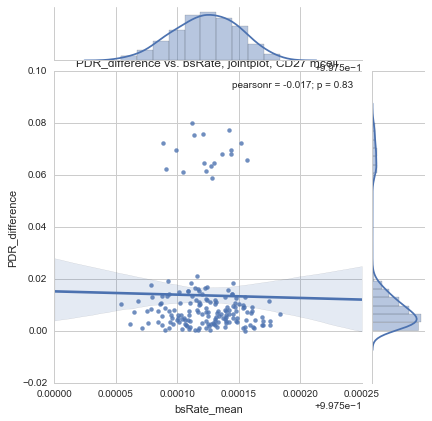 +9.975e−1
PDR_difference vs. bsRate, jointplot, CD27 mcell
pearsonr = -0.017; p = 0.83
0.10
0.08
0.06
0.04
0.02
0.00
−0.02
PDR_difference
0.00000 0.00005 0.00010 0.00015 0.00020 0.00025
+9.975e−1
bsRate_mean